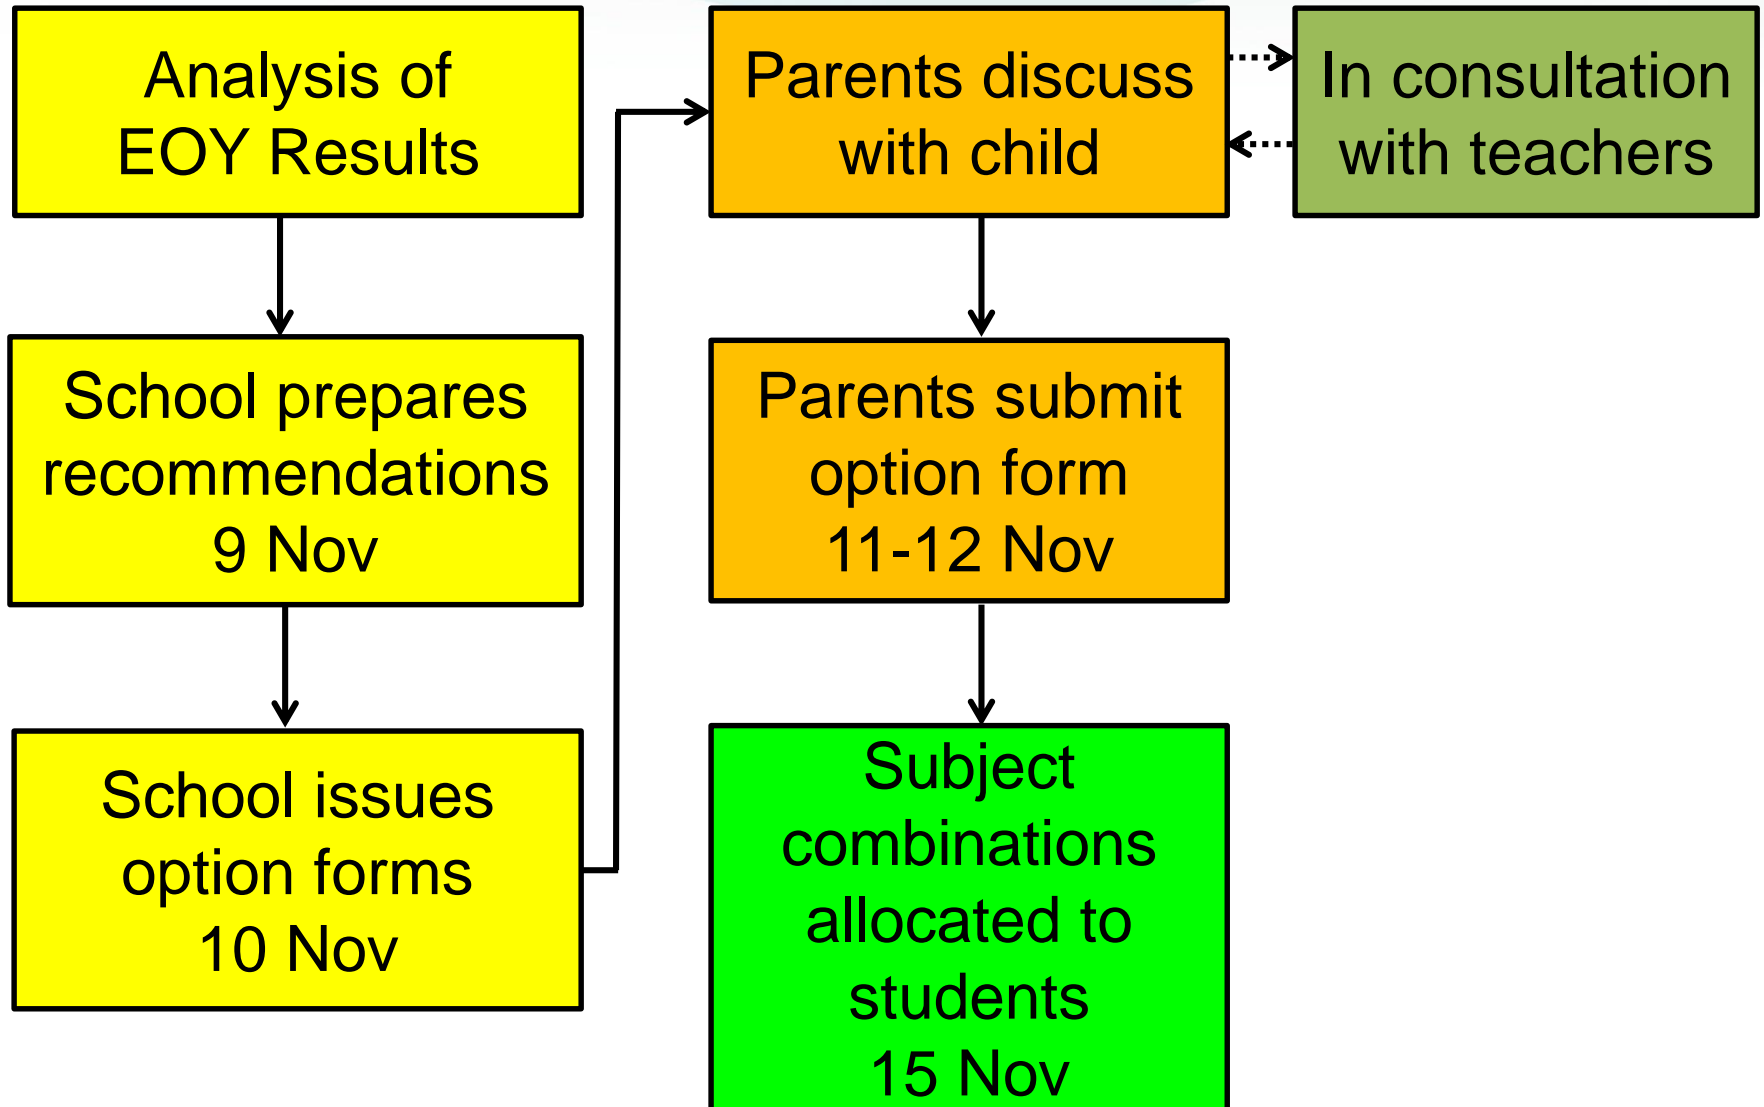 Analysis of
EOY Results
School prepares
recommendations
9 Nov
School issues
option forms
10 Nov
Parents discuss
with child
In consultation
with teachers
Parents submit
option form
11-12 Nov
Subject
combinations
allocated to
students
15 Nov